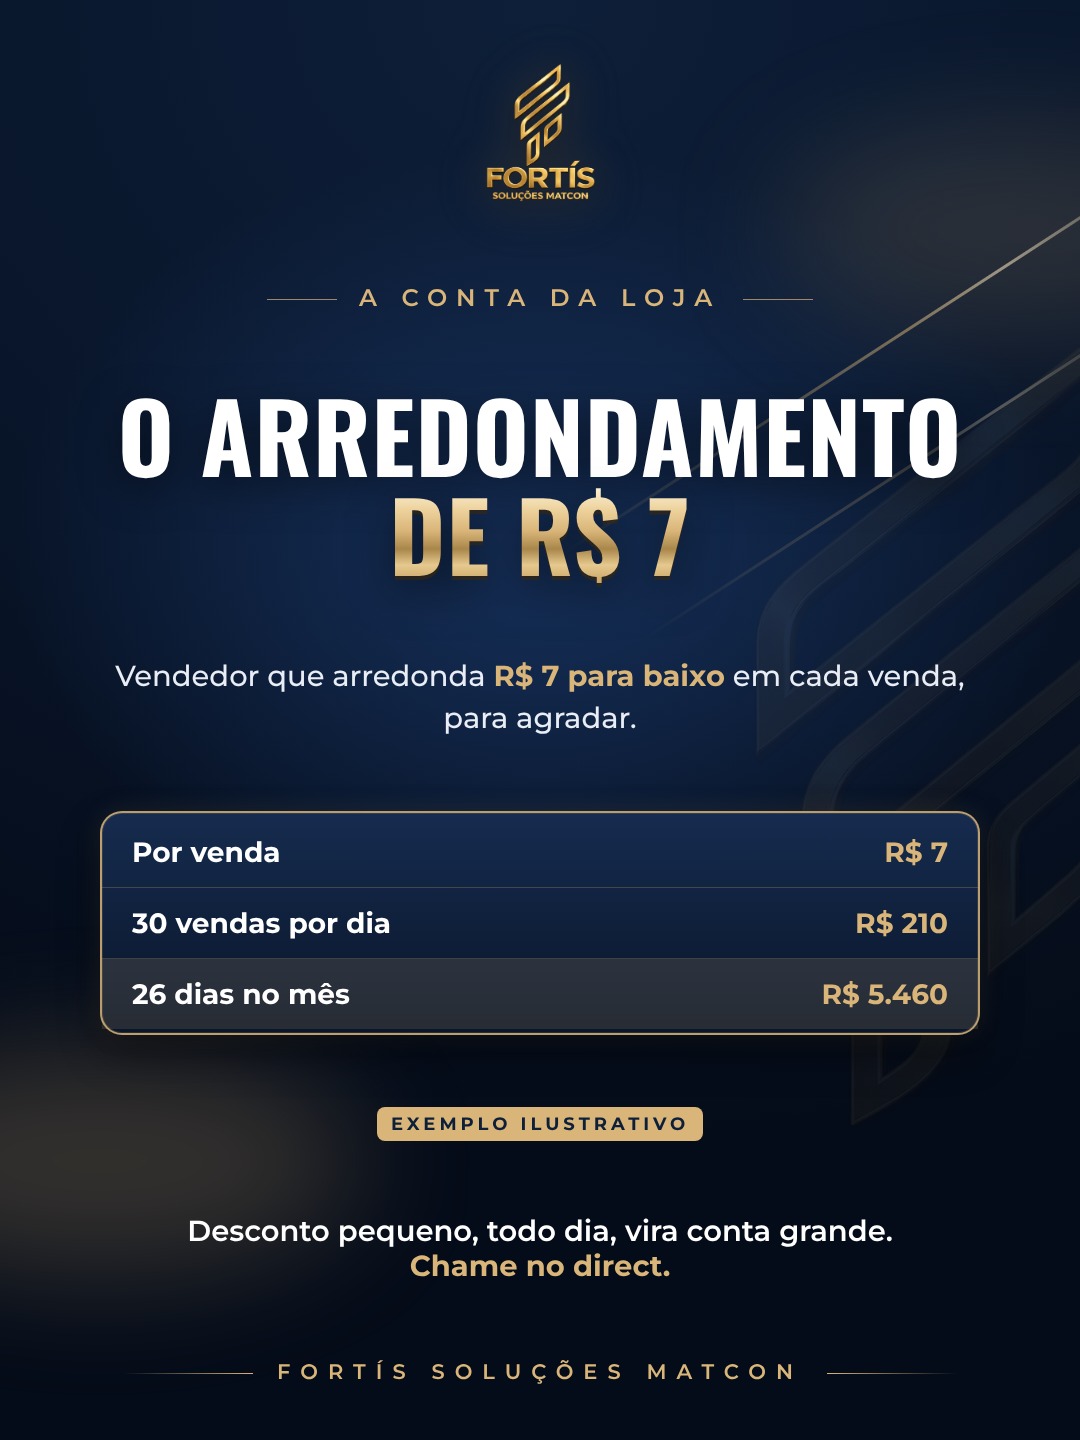 FORTÍS
SOLUÇÕES MATCON
A CONTA DA LOJA
O ARREDONDAMENTO
DE R$ 7
Vendedor que arredonda R$ 7 para baixo em cada venda,
para agradar.
Por venda R$ 7
30 vendas por dia R$ 210
26 dias no mês R$ 5.460
EXEMPLO ILUSTRATIVO
Desconto pequeno, todo dia, vira conta grande.
Chame no direct.
FORTÍS SOLUÇÕES MATCON